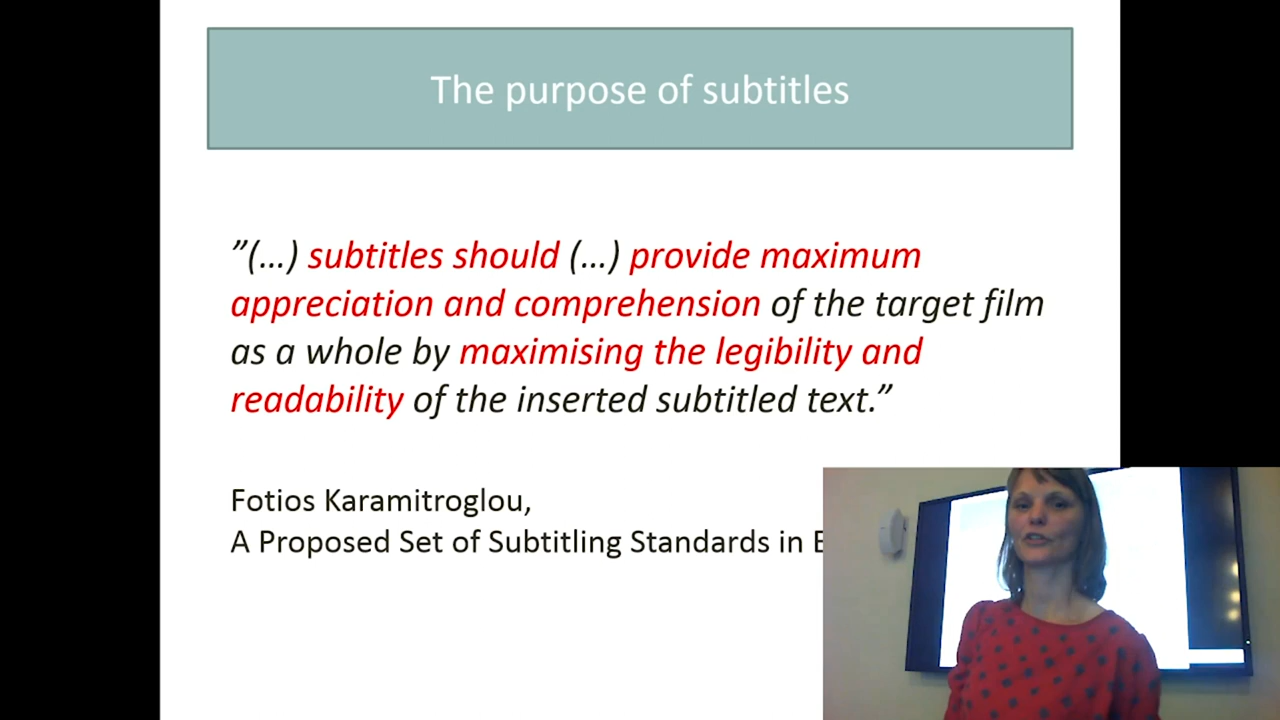 The purpose of subtitles
”(…) subtitles should (…) provide maximum
appreciation and comprehension of the target film
as a whole by maximising the legibility and
readability of the inserted subtitled text.”
Fotios Karamitroglou,
A Proposed Set of Subtitling Standards in